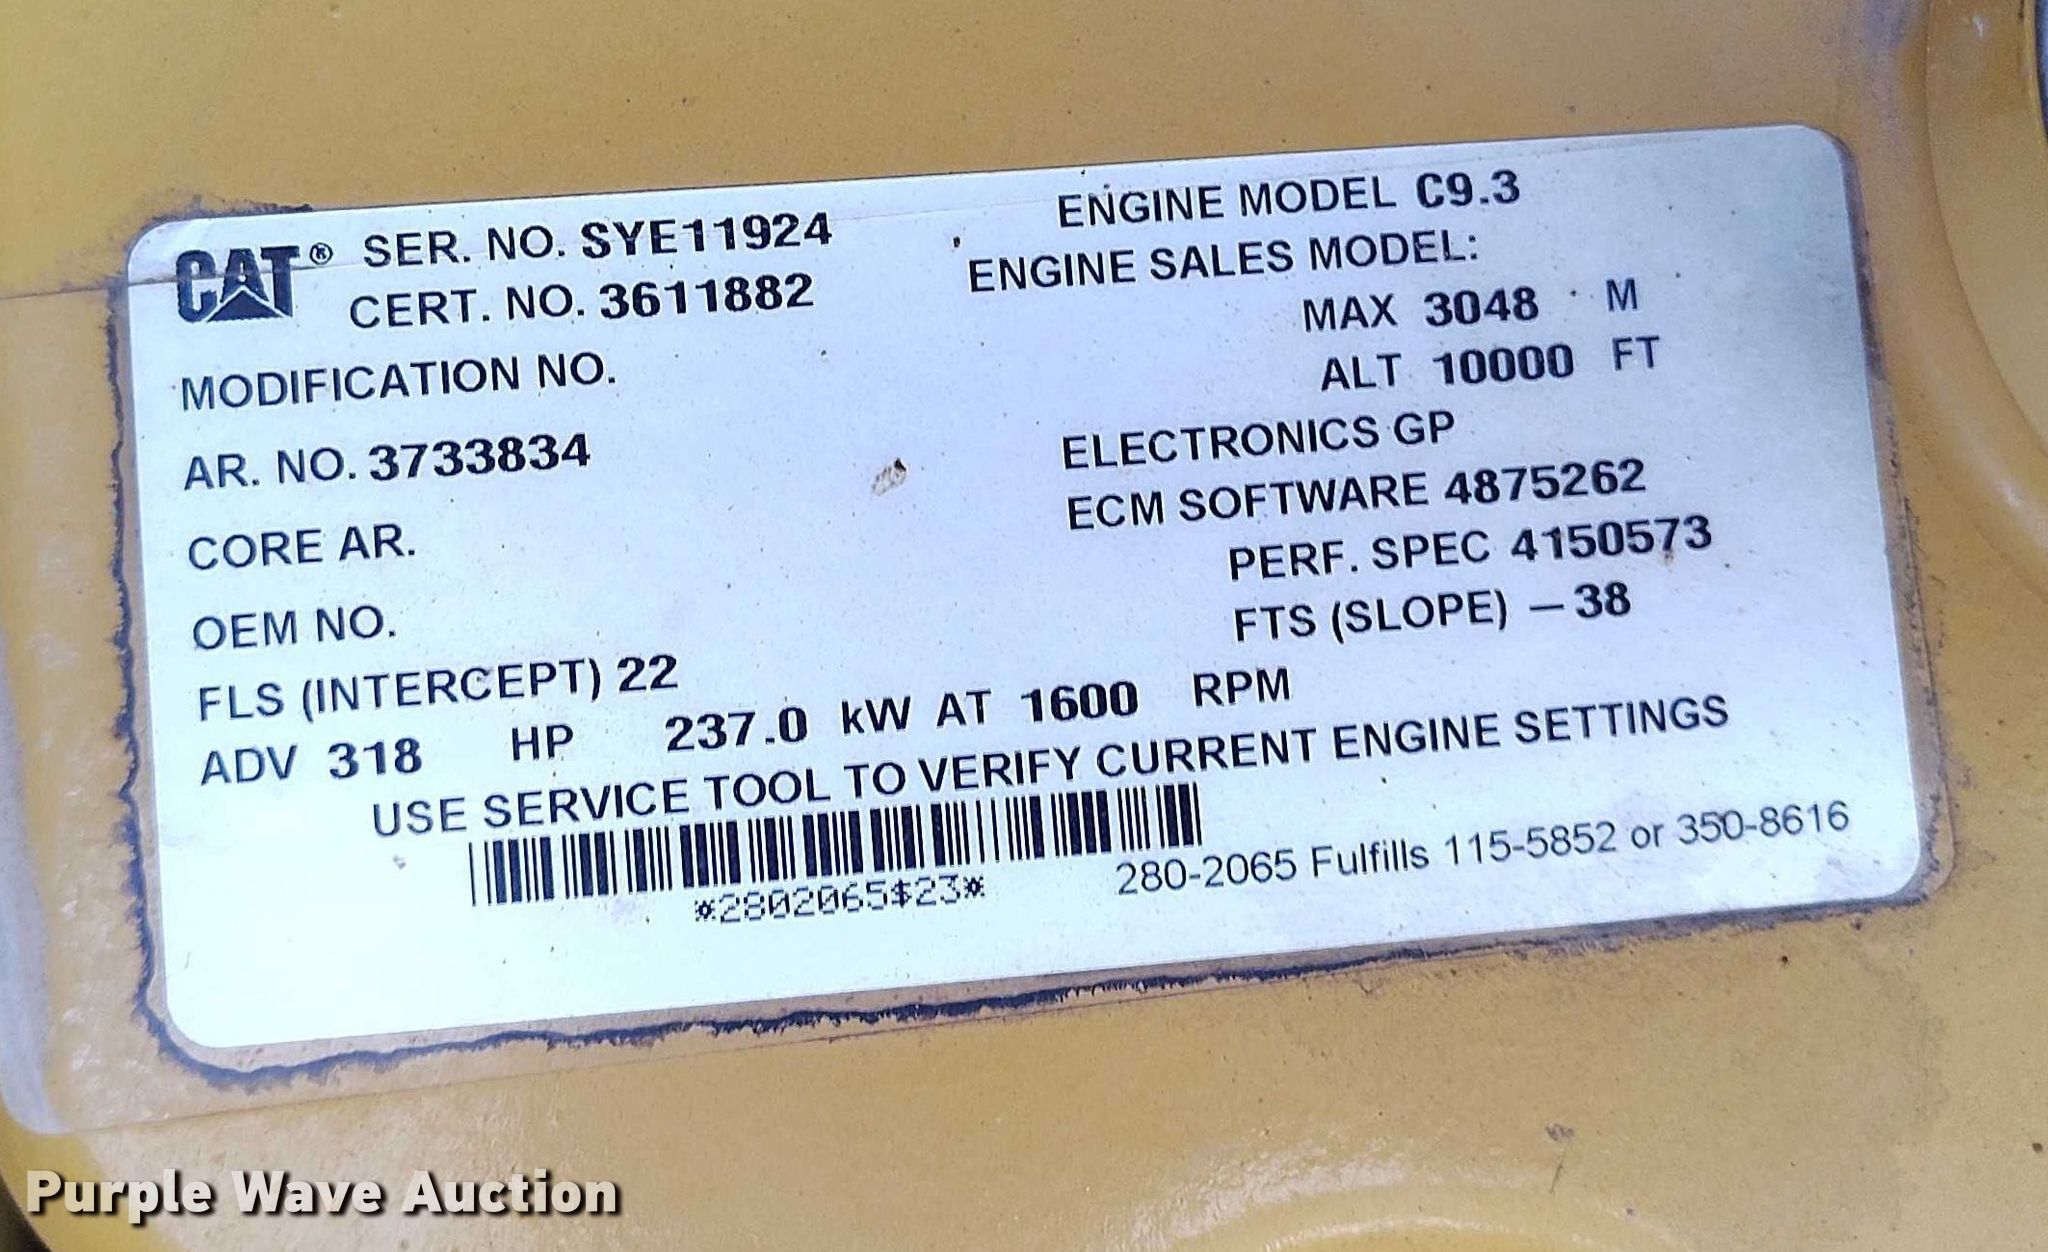 CAT® SER. NO. SYE11924
CERT. NO. 3611882
MODIFICATION NO.
AR. NO. 3733834
CORE AR.
OEM NO.
FLS (INTERCEPT) 22
ENGINE MODEL C9.3
ENGINE SALES MODEL:
MAX 3048 M
ALT 10000 FT
ELECTRONICS GP
ECM SOFTWARE 4875262
PERF. SPEC 4150573
FTS (SLOPE) –38
ADV 318 HP 237.0 kW AT 1600 RPM
USE SERVICE TOOL TO VERIFY CURRENT ENGINE SETTINGS
*2802065$23*
280-2065 Fulfills 115-5852 or 350-8616
Purple Wave Auction